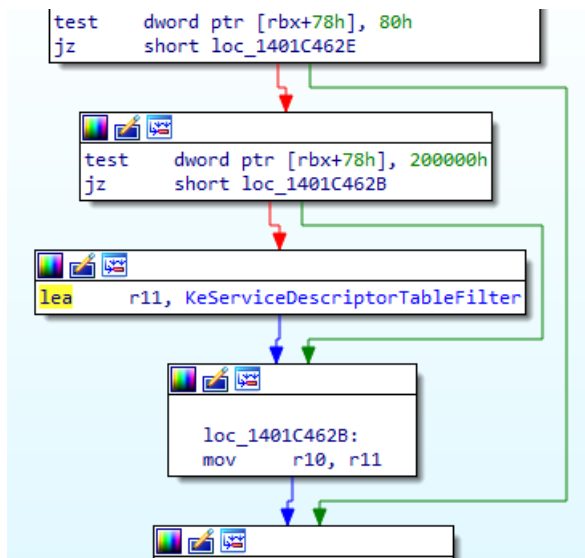 test dword ptr [rbx+78h], 80h
jz short loc_1401C462E
test dword ptr [rbx+78h], 200000h
jz short loc_1401C462B
lea r11, KeServiceDescriptorTableFilter
loc_1401C462B:
mov r10, r11